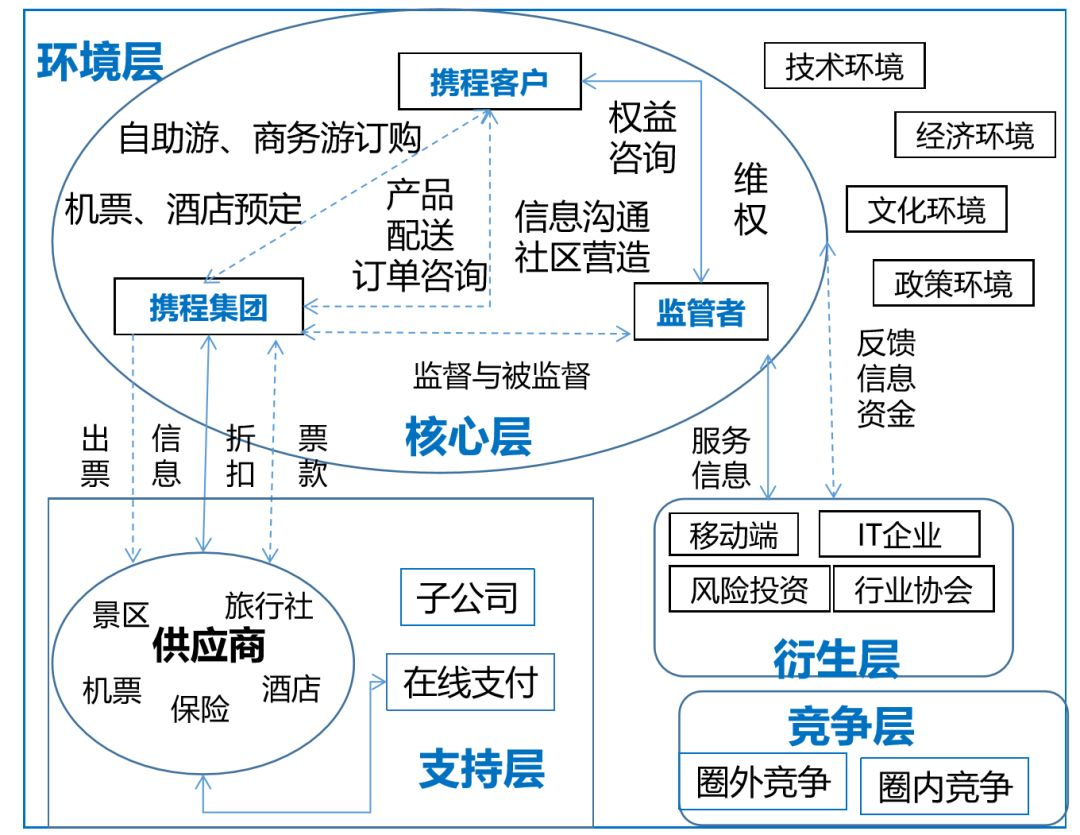 环境层
携程客户
技术环境
自助游、商务游订购
权益
咨询
经济环境
机票、酒店预定
产品
配送
订单咨询
信息沟通
社区营造
维
权
文化环境
政策环境
携程集团
监管者
监督与被监督
反馈
信息
资金
核心层
出
票
信
息
折
扣
票
款
服务
信息
移动端
IT企业
风险投资
行业协会
衍生层
景区
旅行社
供应商
机票
保险
酒店
子公司
在线支付
支持层
竞争层
圈外竞争
圈内竞争